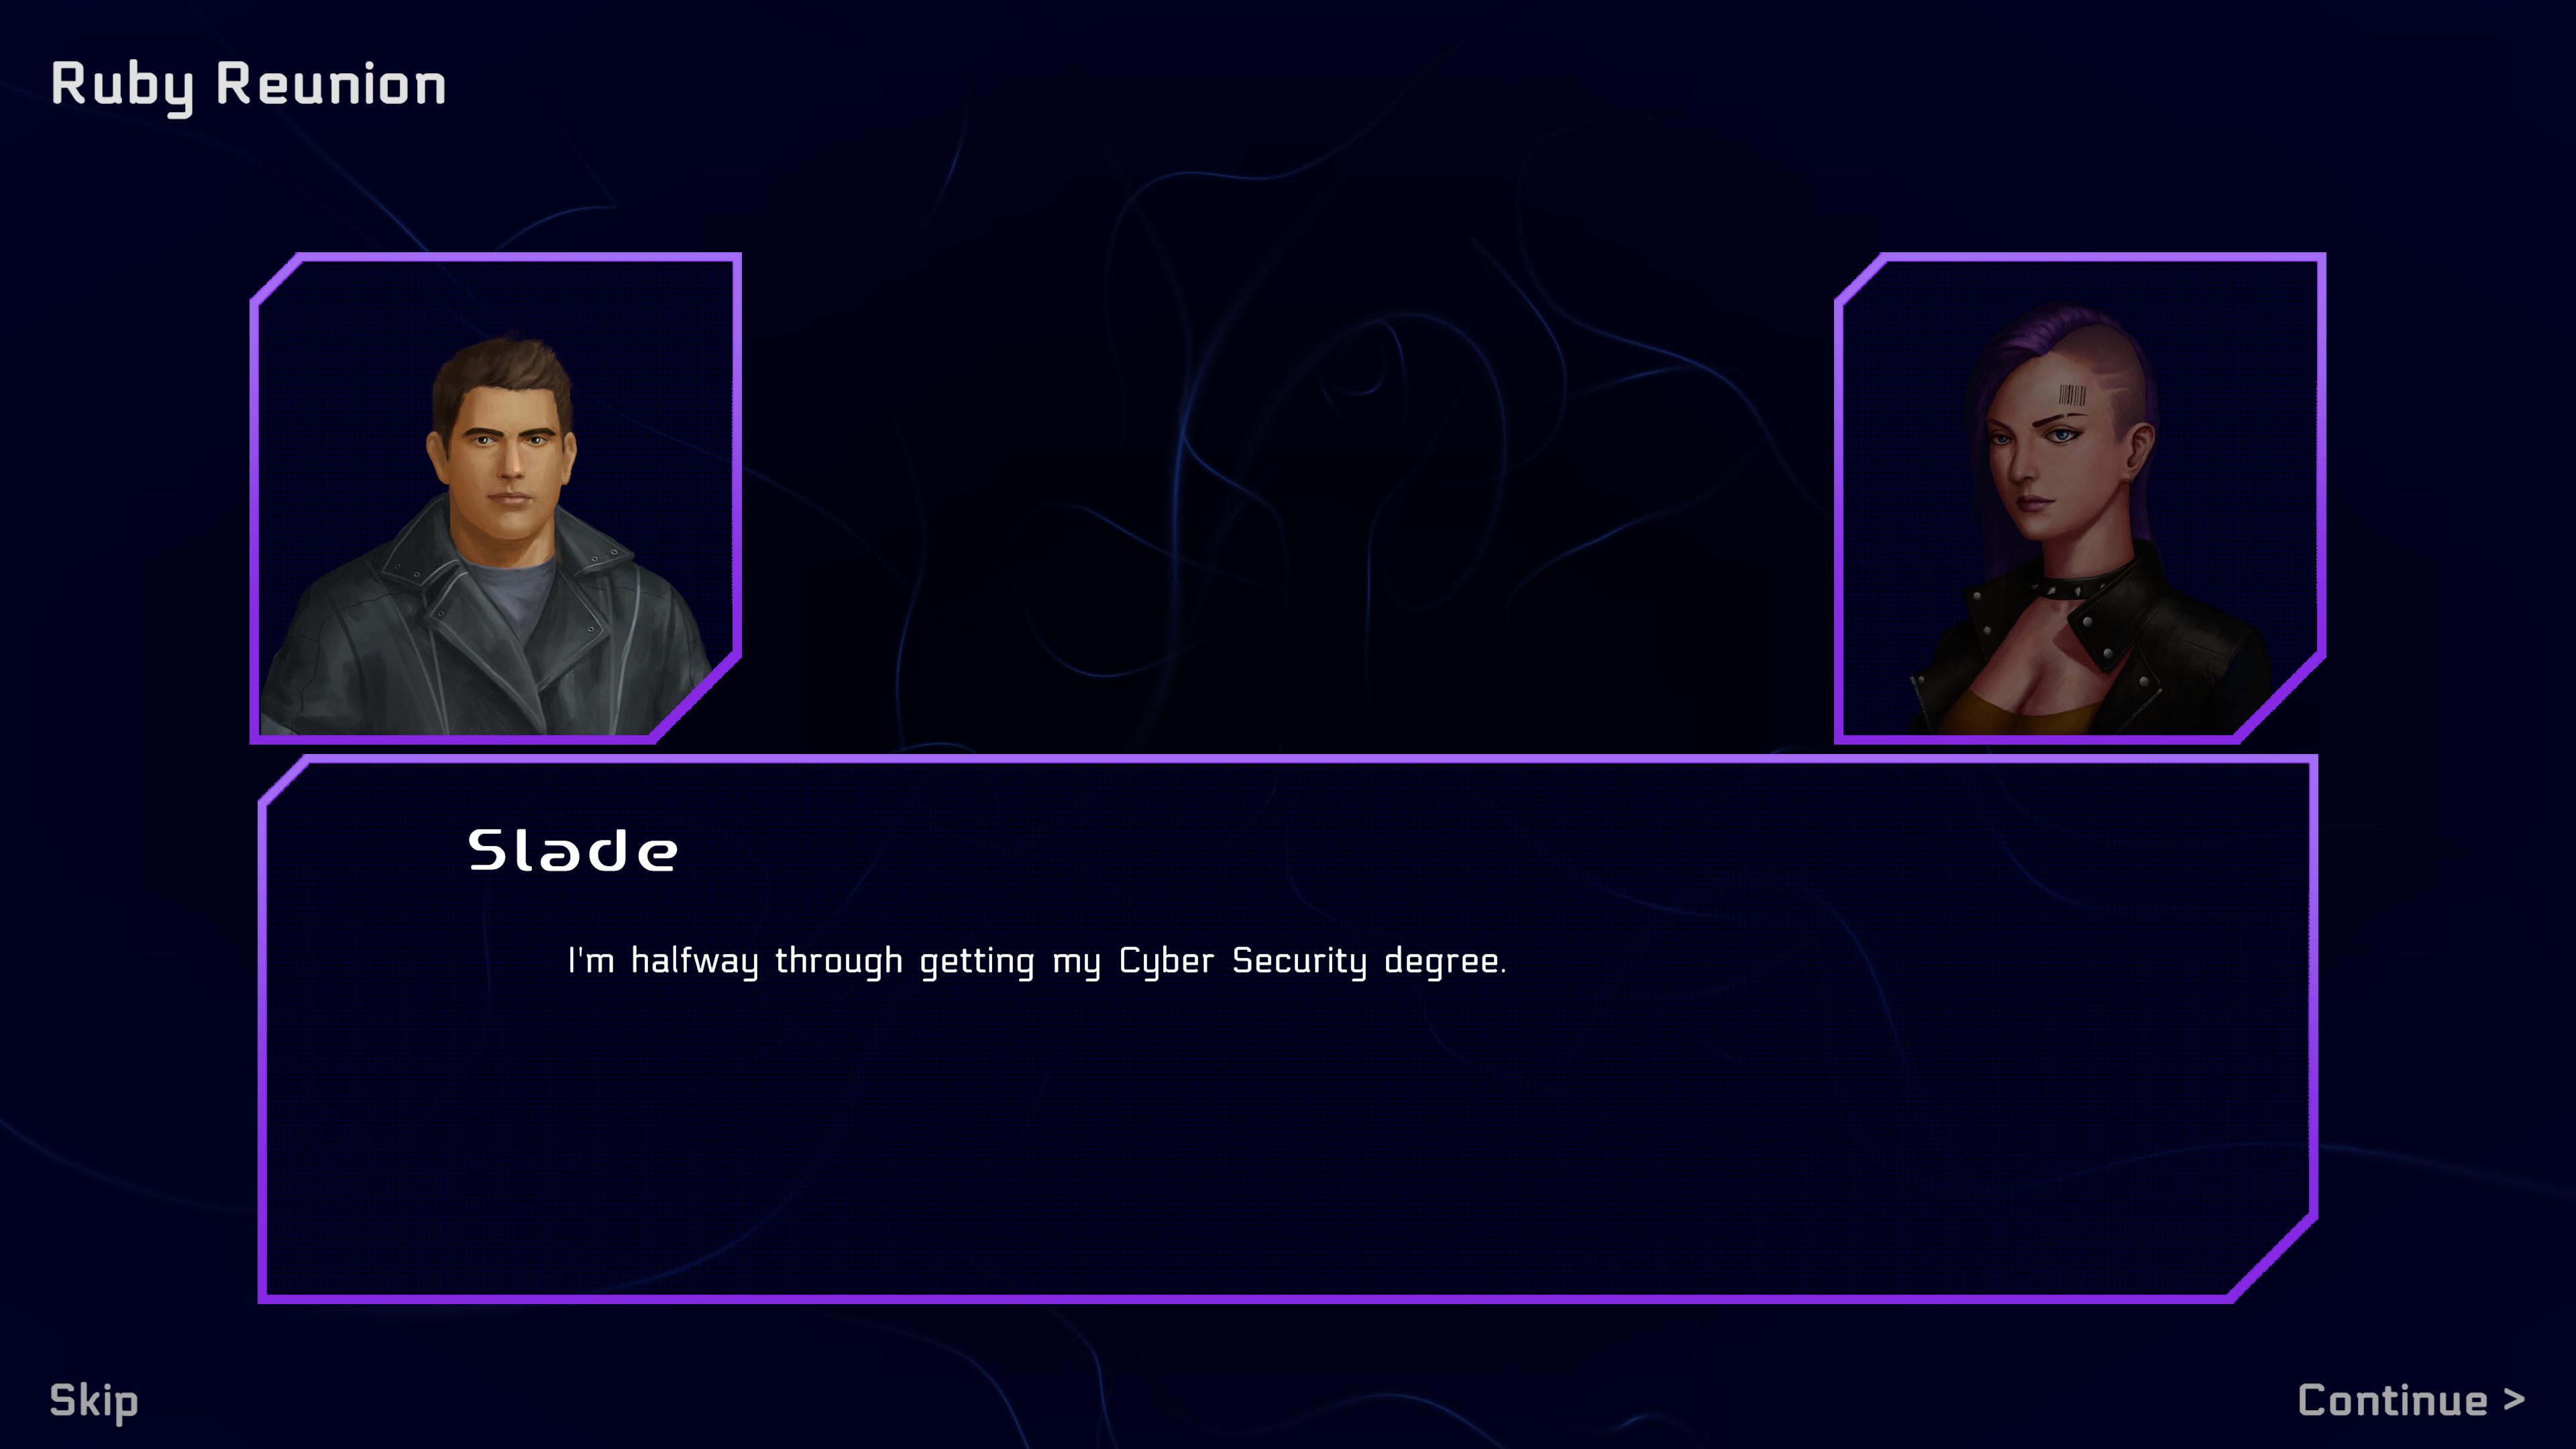 Ruby Reunion
Slade
I'm halfway through getting my Cyber Security degree.
Skip
Continue >